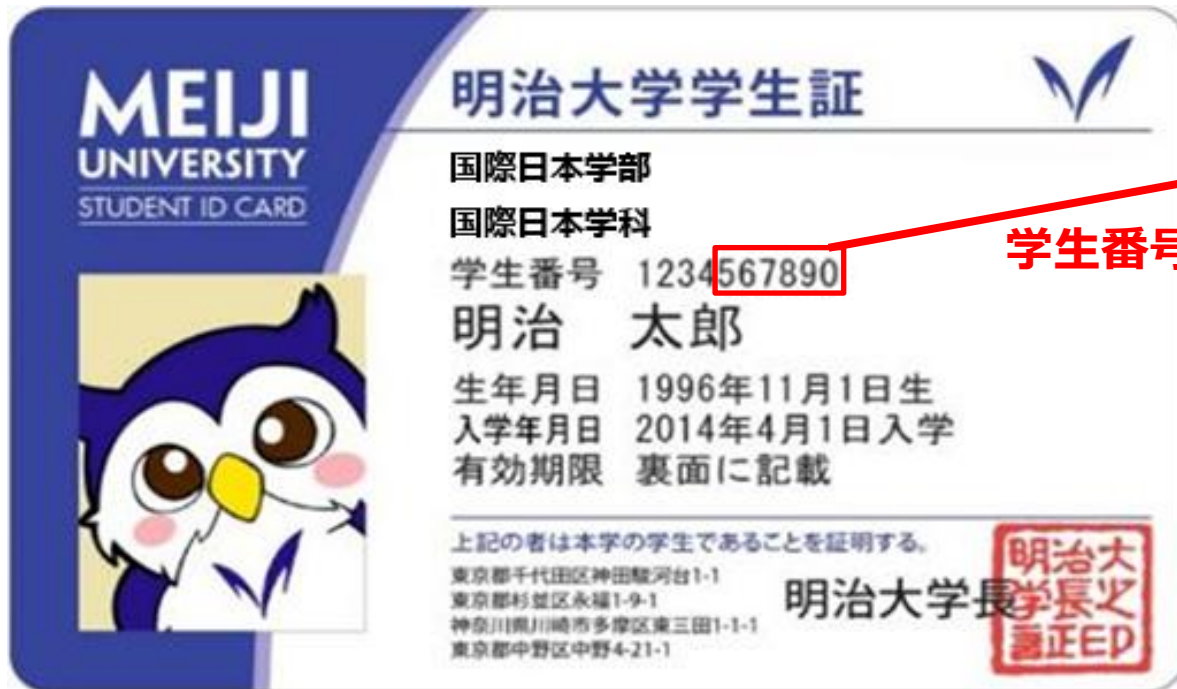 MEIJI
UNIVERSITY
STUDENT ID CARD
明治大学学生証
国際日本学部
国際日本学科
学生番号 1234567890
学生番号
明治 太郎
生年月日 1996年11月1日生
入学年月日 2014年4月1日入学
有効期限 裏面に記載
上記の者は本学の学生であることを証明する。
東京都千代田区神田駿河台1-1
東京都杉並区永福1-9-1
神奈川県川崎市多摩区東三田1-1-1
東京都中野区中野4-21-1
明治大学長
明治大
学長之